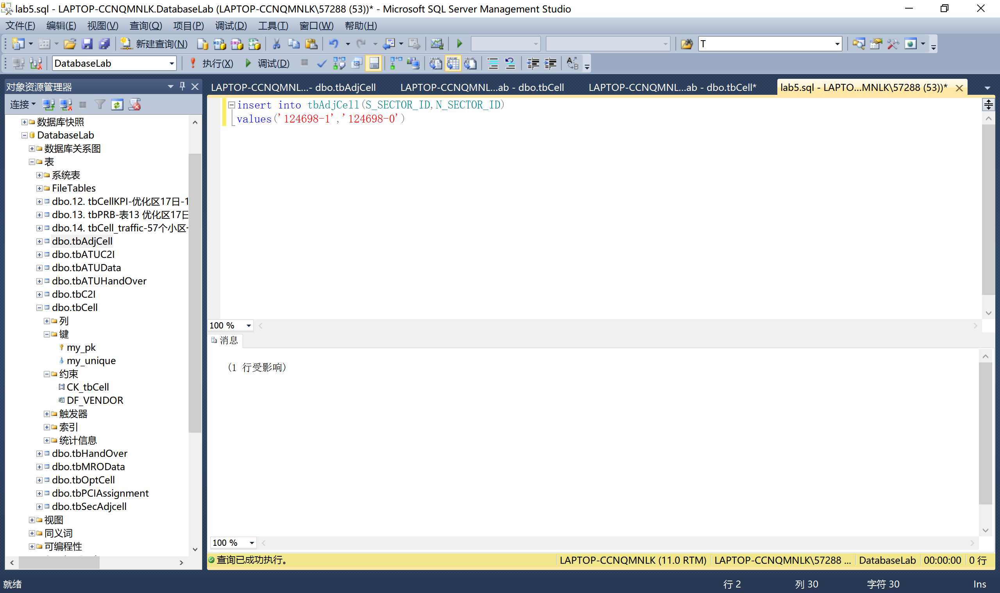 lab5.sql - LAPTOP-CCNQMNLK.DatabaseLab (LAPTOP-CCNQMNLK\57288 (53))* - Microsoft SQL Server Management Studio
文件(F) 编辑(E) 视图(V) 查询(Q) 项目(P) 调试(D) 工具(T) 窗口(W) 帮助(H)
新建查询(N) T
DatabaseLab 执行(X) 调试(D)
对象资源管理器
连接
数据库快照
DatabaseLab
数据库关系图
表
系统表
FileTables
dbo.12. tbCellKPI-优化区17日-1
dbo.13. tbPRB-表13 优化区17日
dbo.14. tbCell_traffic-57个小区-
dbo.tbAdjCell
dbo.tbATUC2I
dbo.tbATUData
dbo.tbATUHandOver
dbo.tbC2I
dbo.tbCell
列
键
my_pk
my_unique
约束
CK_tbCell
DF_VENDOR
触发器
索引
统计信息
dbo.tbHandOver
dbo.tbMROData
dbo.tbOptCell
dbo.tbPCIAssignment
dbo.tbSecAdjcell
视图
同义词
可编程性
LAPTOP-CCNQMNL...- dbo.tbAdjCell LAPTOP-CCNQMNL...ab - dbo.tbCell LAPTOP-CCNQMNL...ab - dbo.tbCell* lab5.sql - LAPTO...MNLK\57288 (53))*
insert into tbAdjCell(S_SECTOR_ID,N_SECTOR_ID)
values('124698-1','124698-0')
100 %
消息
(1 行受影响)
100 %
查询已成功执行。 LAPTOP-CCNQMNLK (11.0 RTM) LAPTOP-CCNQMNLK\57288 ... DatabaseLab 00:00:00 0 行
就绪 行 2 列 30 字符 30 Ins